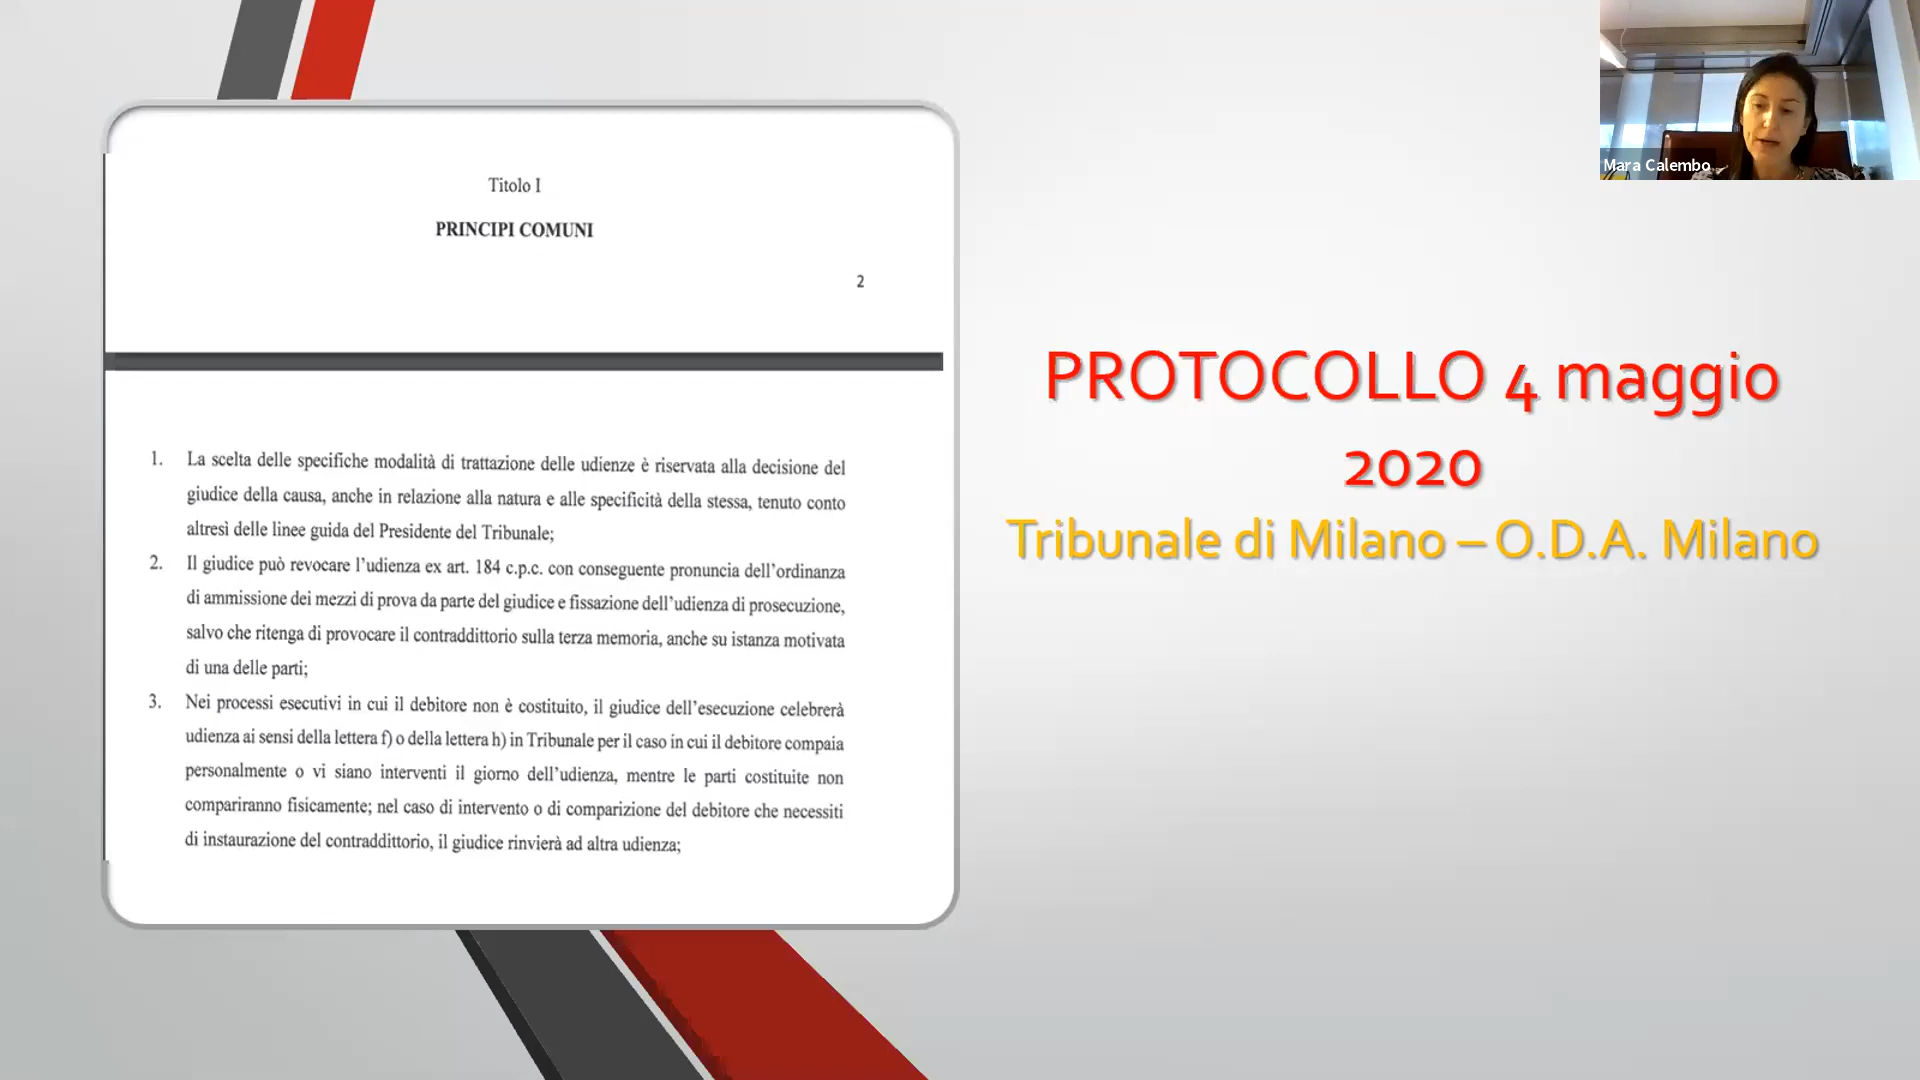 Titolo I
PRINCIPI COMUNI
2
1. La scelta delle specifiche modalità di trattazione delle udienze è riservata alla decisione del
giudice della causa, anche in relazione alla natura e alle specificità della stessa, tenuto conto
altresì delle linee guida del Presidente del Tribunale;
2. Il giudice può revocare l’udienza ex art. 184 c.p.c. con conseguente pronuncia dell’ordinanza
di ammissione dei mezzi di prova da parte del giudice e fissazione dell’udienza di prosecuzione,
salvo che ritenga di provocare il contraddittorio sulla terza memoria, anche su istanza motivata
di una delle parti;
3. Nei processi esecutivi in cui il debitore non è costituito, il giudice dell’esecuzione celebrerà
udienza ai sensi della lettera f) o della lettera h) in Tribunale per il caso in cui il debitore compaia
personalmente o vi siano interventi il giorno dell’udienza, mentre le parti costituite non
compariranno fisicamente; nel caso di intervento o di comparizione del debitore che necessiti
di instaurazione del contraddittorio, il giudice rinvierà ad altra udienza;
PROTOCOLLO 4 maggio
2020
Tribunale di Milano – O.D.A. Milano
Mara Calembo